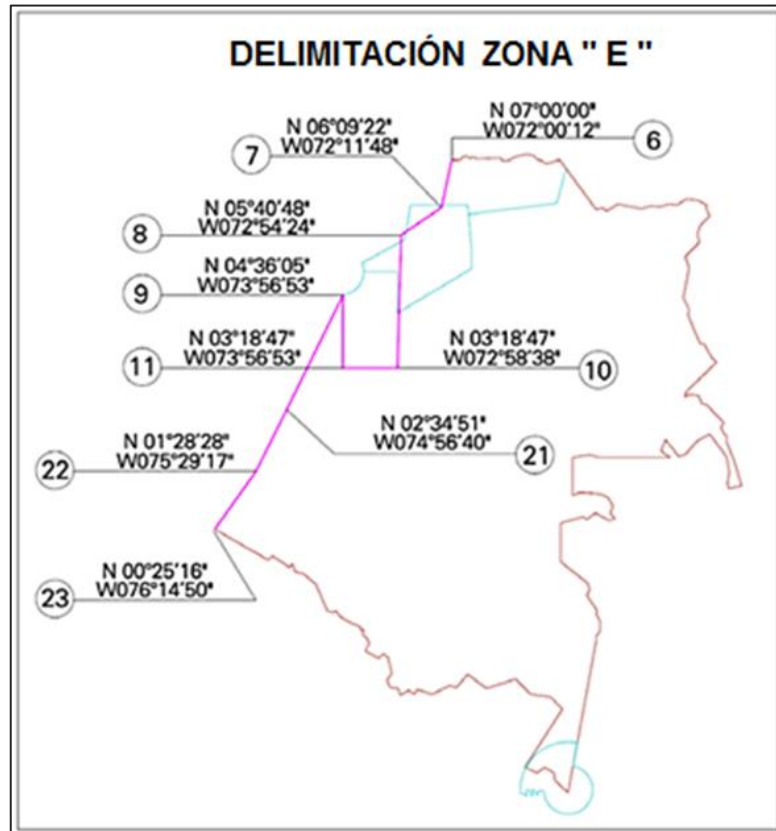 DELIMITACIÓN ZONA " E "
N 07°00'00"
W072°00'12"
6
N 06°09'22"
W072°11'48"
7
N 05°40'48"
W072°54'24"
8
N 04°36'05"
W073°56'53"
9
N 03°18'47"
W073°56'53"
11
N 03°18'47"
W072°58'38"
10
N 02°34'51"
W074°56'40"
21
N 01°28'28"
W075°29'17"
22
N 00°25'16"
W076°14'50"
23